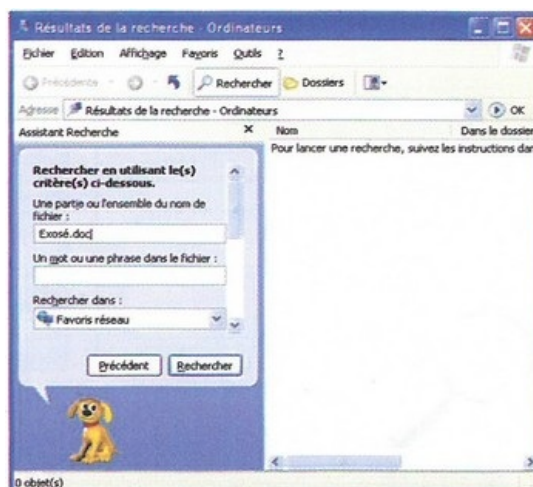 Résultats de la recherche - Ordinateurs
Fichier Edition Affichage Favoris Outils ?
Précédente Rechercher Dossiers
Adresse Résultats de la recherche - Ordinateurs OK
Assistant Recherche × Nom Dans le dossier
Pour lancer une recherche, suivez les instructions dan
Rechercher en utilisant le(s)
critère(s) ci-dessous.
Une partie ou l'ensemble du nom de
fichier :
Exosé.doc
Un mot ou une phrase dans le fichier :
Rechercher dans :
Favoris réseau
Précédent Rechercher
0 objet(s)